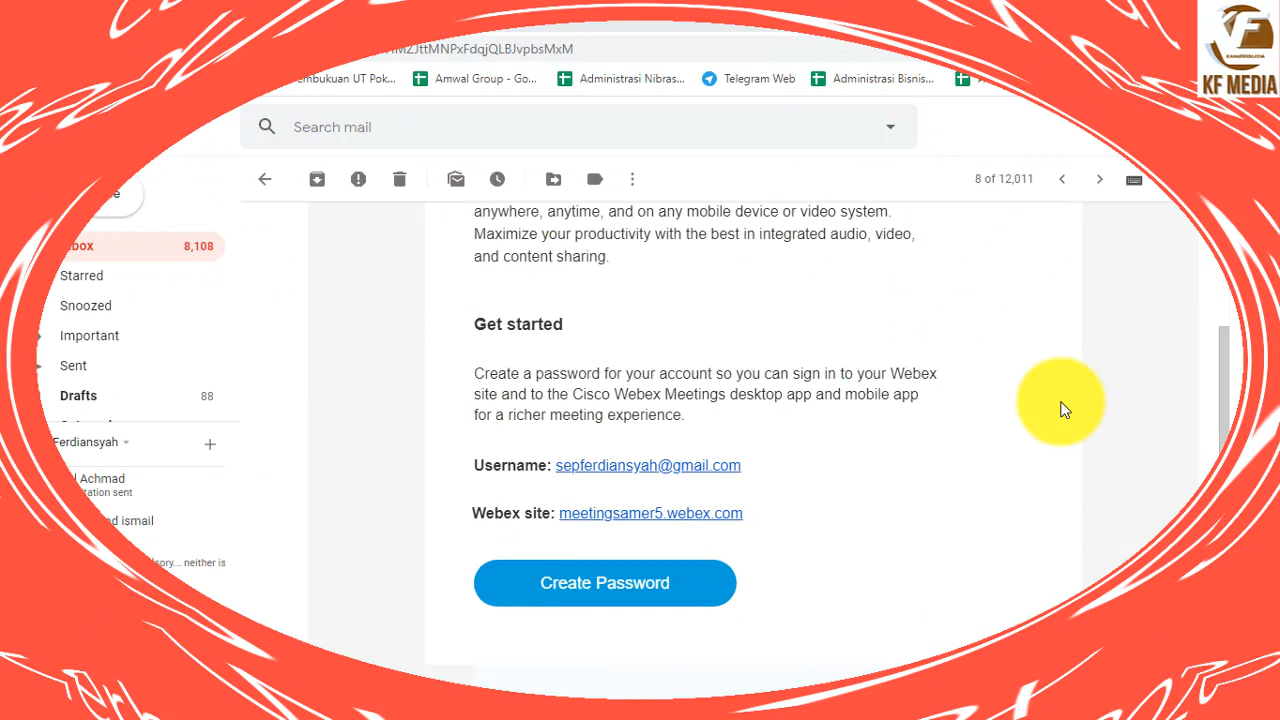 KF MEDIA
MZJttMNPxFdqjQLBJvpbsMxM
embukuan UT Pok... Amwal Group - Go... Administrasi Nibras... Telegram Web Administrasi Bisnis...
Search mail
8 of 12,011
anywhere, anytime, and on any mobile device or video system.
Maximize your productivity with the best in integrated audio, video,
and content sharing.
Get started
Create a password for your account so you can sign in to your Webex
site and to the Cisco Webex Meetings desktop app and mobile app
for a richer meeting experience.
Username: sepferdiansyah@gmail.com
Webex site: meetingsamer5.webex.com
Create Password
box 8,108
Starred
Snoozed
Important
Sent
Drafts 88
Ferdiansyah
Achmad
tation sent
nd ismail
sory... neither is